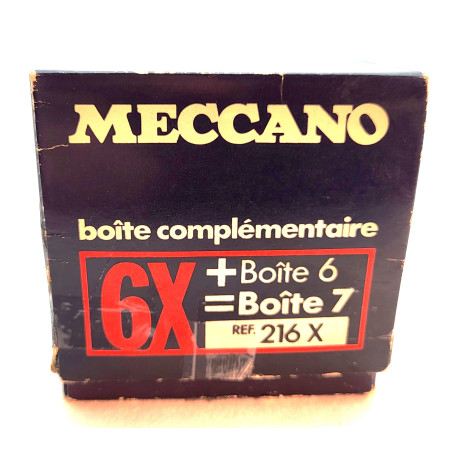 MECCANO
boîte complémentaire
6X + Boîte 6
= Boîte 7
REF. 216 X